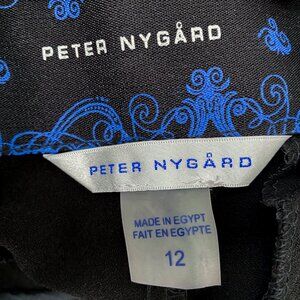 PETER NYGÅRD
PETER NYGÅRD
MADE IN EGYPT
FAIT EN EGYPTE
12